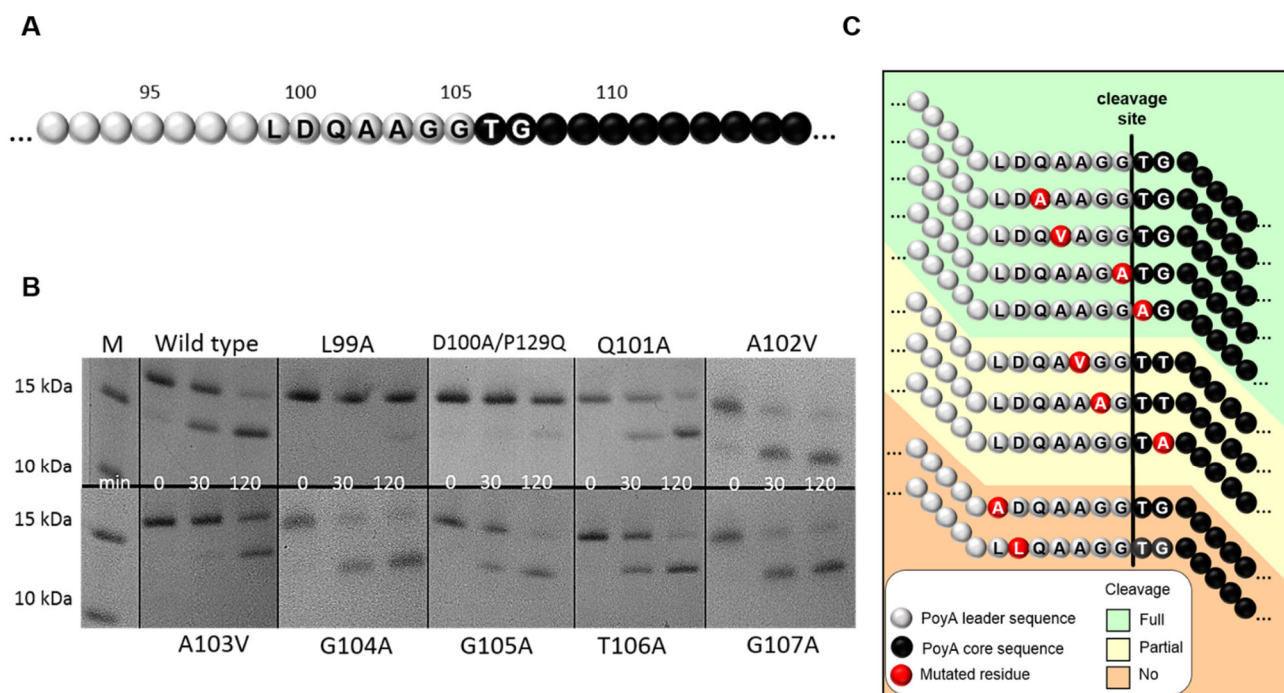 A
95 100 105 110
... L D Q A A G G T G ...
B
M Wild type L99A D100A/P129Q Q101A A102V
15 kDa
10 kDa
min 0 30 120 0 30 120 0 30 120 0 30 120 0 30 120
15 kDa
10 kDa
A103V G104A G105A T106A G107A
C
cleavage
site
... L D Q A A G G T G ...
... L D A A A G G T G ...
... L D Q V A G G T G ...
... L D Q A A G A T G ...
... L D Q A A G G A G ...
... L D Q A V G G T T ...
... L D Q A A A G T T ...
... L D Q A A G G T A ...
... A D Q A A G G T G ...
... L L Q A A G G T G ...
PoyA leader sequence
PoyA core sequence
Mutated residue
Cleavage
Full
Partial
No